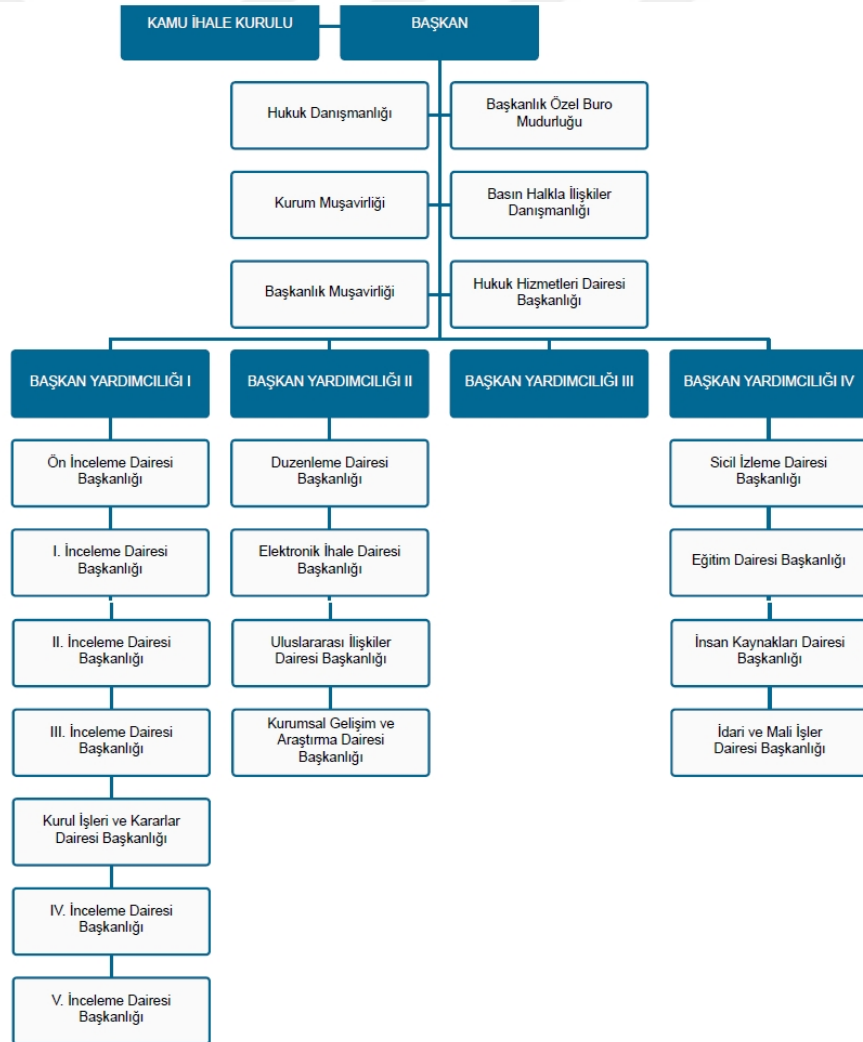 KAMU İHALE KURULU
BAŞKAN
Hukuk Danışmanlığı
Başkanlık Özel Buro
Mudurluğu
Kurum Muşavirliği
Basın Halkla İlişkiler
Danışmanlığı
Başkanlık Muşavirliği
Hukuk Hizmetleri Dairesi
Başkanlığı
BAŞKAN YARDIMCILIĞI I
Ön İnceleme Dairesi
Başkanlığı
I. İnceleme Dairesi
Başkanlığı
II. İnceleme Dairesi
Başkanlığı
III. İnceleme Dairesi
Başkanlığı
Kurul İşleri ve Kararlar
Dairesi Başkanlığı
IV. İnceleme Dairesi
Başkanlığı
V. İnceleme Dairesi
Başkanlığı
BAŞKAN YARDIMCILIĞI II
Duzenleme Dairesi
Başkanlığı
Elektronik İhale Dairesi
Başkanlığı
Uluslararası İlişkiler
Dairesi Başkanlığı
Kurumsal Gelişim ve
Araştırma Dairesi
Başkanlığı
BAŞKAN YARDIMCILIĞI III
BAŞKAN YARDIMCILIĞI IV
Sicil İzleme Dairesi
Başkanlığı
Eğitim Dairesi Başkanlığı
İnsan Kaynakları Dairesi
Başkanlığı
İdari ve Mali İşler
Dairesi Başkanlığı